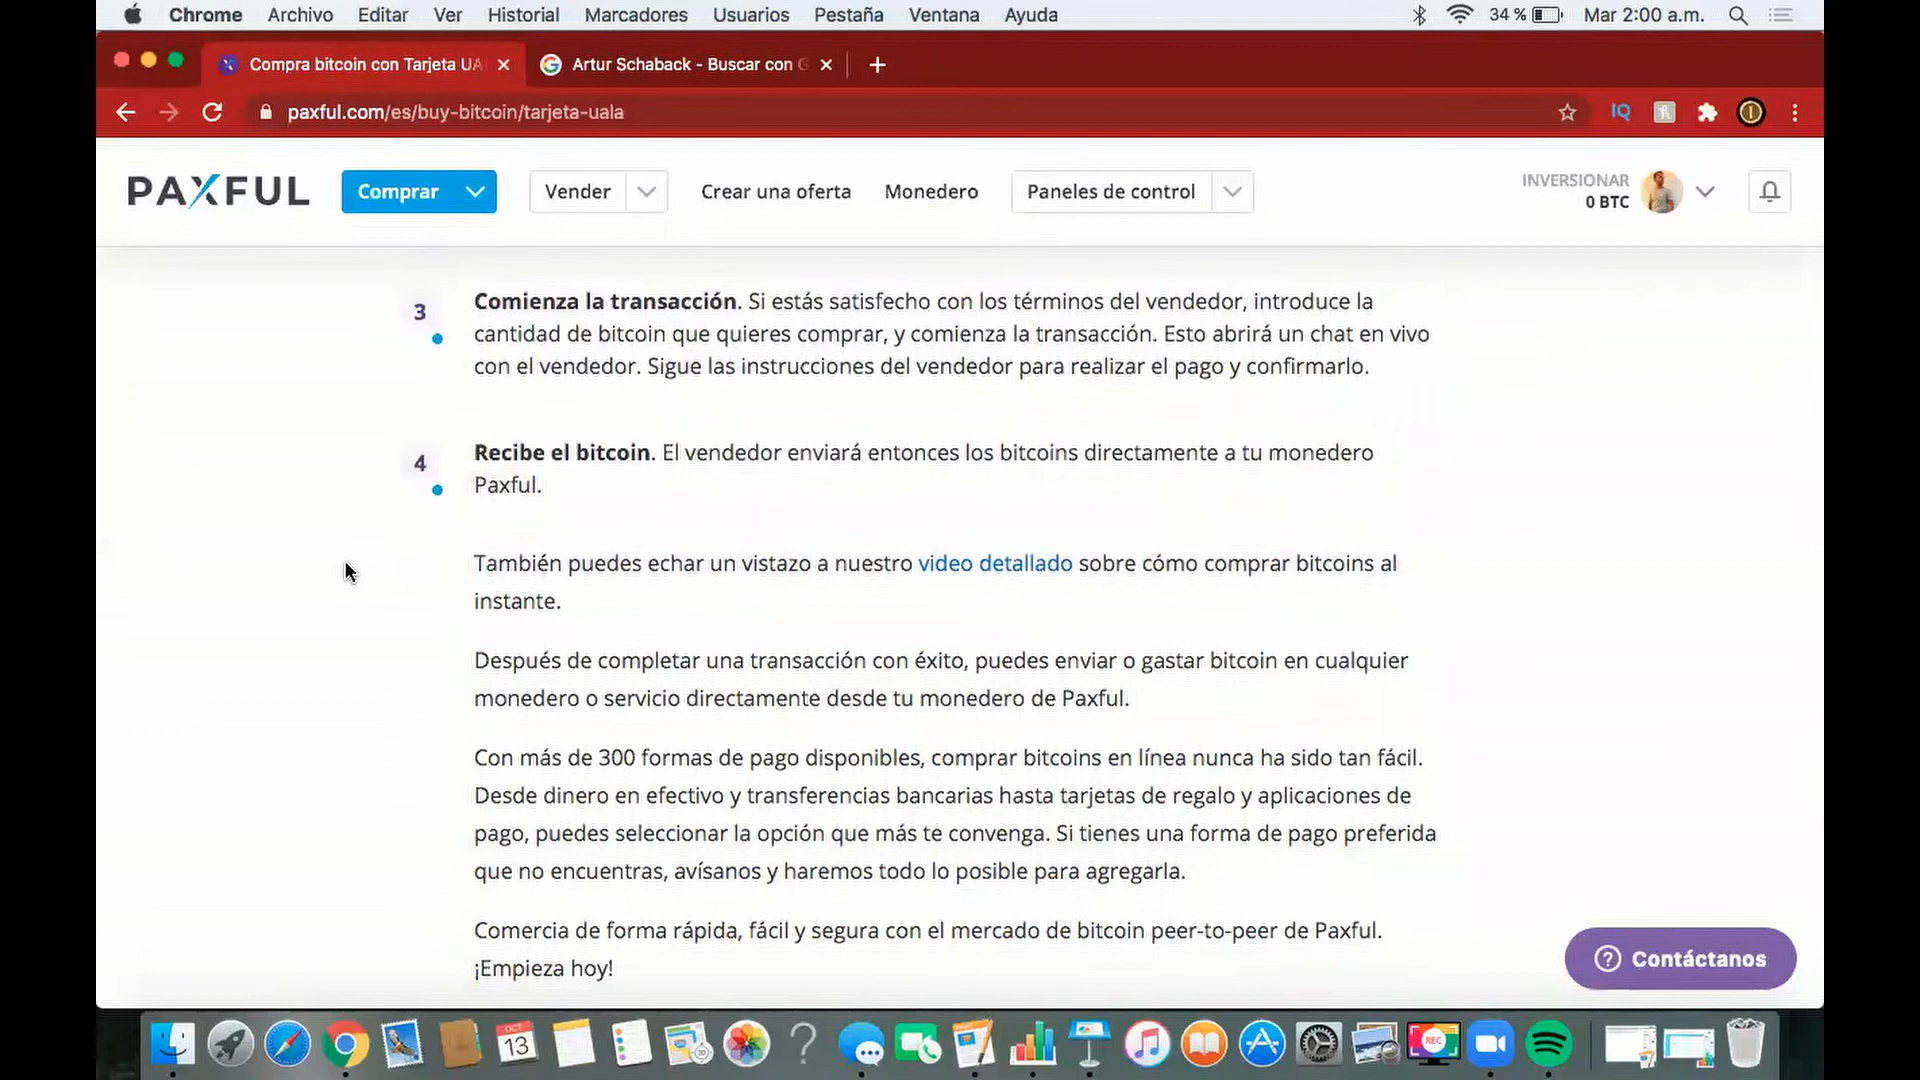 Chrome Archivo Editar Ver Historial Marcadores Usuarios Pestaña Ventana Ayuda 34 % Mar 2:00 a.m.
Compra bitcoin con Tarjeta UA
Artur Schaback - Buscar con G
paxful.com/es/buy-bitcoin/tarjeta-uala
IQ
PAXFUL
Comprar
Vender
Crear una oferta
Monedero
Paneles de control
INVERSIONAR
0 BTC
3
Comienza la transacción. Si estás satisfecho con los términos del vendedor, introduce la
cantidad de bitcoin que quieres comprar, y comienza la transacción. Esto abrirá un chat en vivo
con el vendedor. Sigue las instrucciones del vendedor para realizar el pago y confirmarlo.
4
Recibe el bitcoin. El vendedor enviará entonces los bitcoins directamente a tu monedero
Paxful.
También puedes echar un vistazo a nuestro video detallado sobre cómo comprar bitcoins al
instante.
Después de completar una transacción con éxito, puedes enviar o gastar bitcoin en cualquier
monedero o servicio directamente desde tu monedero de Paxful.
Con más de 300 formas de pago disponibles, comprar bitcoins en línea nunca ha sido tan fácil.
Desde dinero en efectivo y transferencias bancarias hasta tarjetas de regalo y aplicaciones de
pago, puedes seleccionar la opción que más te convenga. Si tienes una forma de pago preferida
que no encuentras, avísanos y haremos todo lo posible para agregarla.
Comercia de forma rápida, fácil y segura con el mercado de bitcoin peer-to-peer de Paxful.
¡Empieza hoy!
Contáctanos
OCT
13
REC